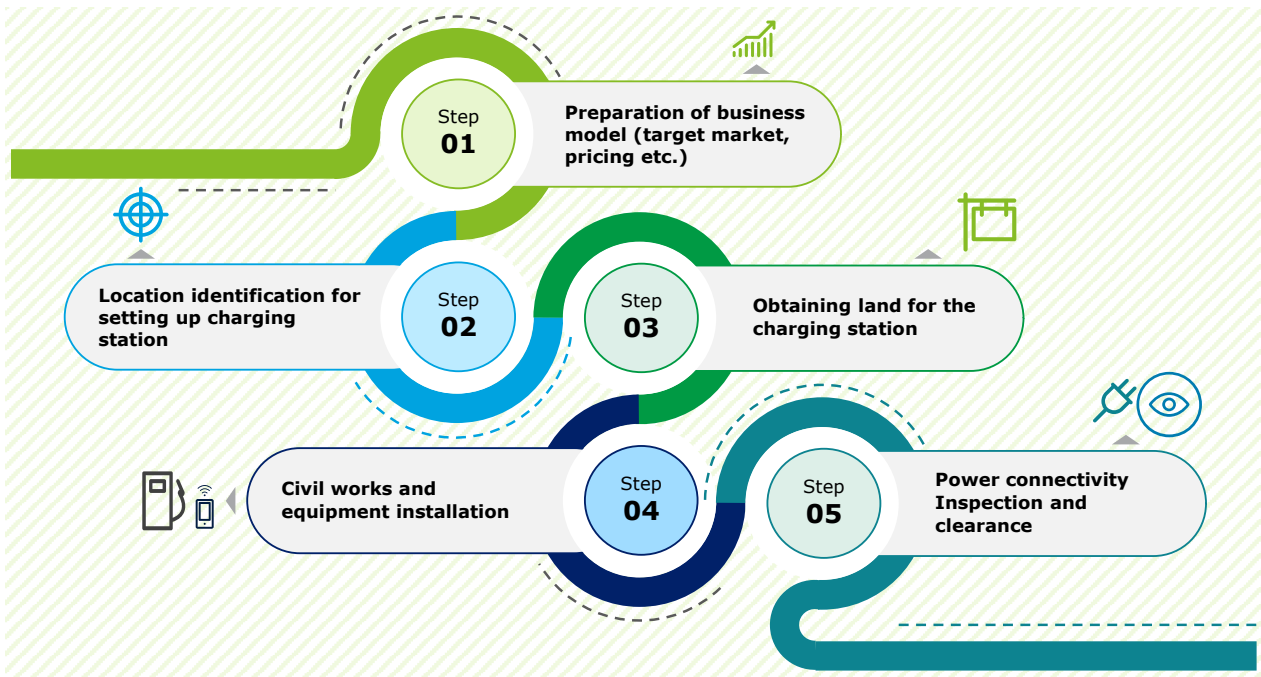 Step
01
Preparation of business
model (target market,
pricing etc.)
Location identification for
setting up charging
station
Step
02
Step
03
Obtaining land for the
charging station
Civil works and
equipment installation
Step
04
Step
05
Power connectivity
Inspection and
clearance